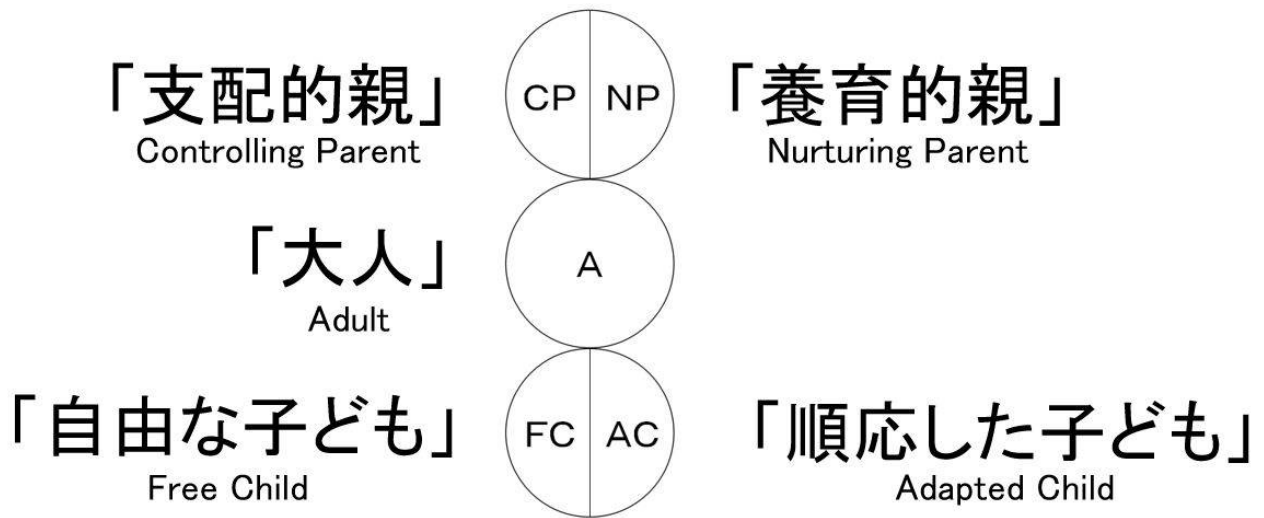 「支配的親」
Controlling Parent
CP
NP
「養育的親」
Nurturing Parent
「大人」
Adult
A
「自由な子ども」
Free Child
FC
AC
「順応した子ども」
Adapted Child